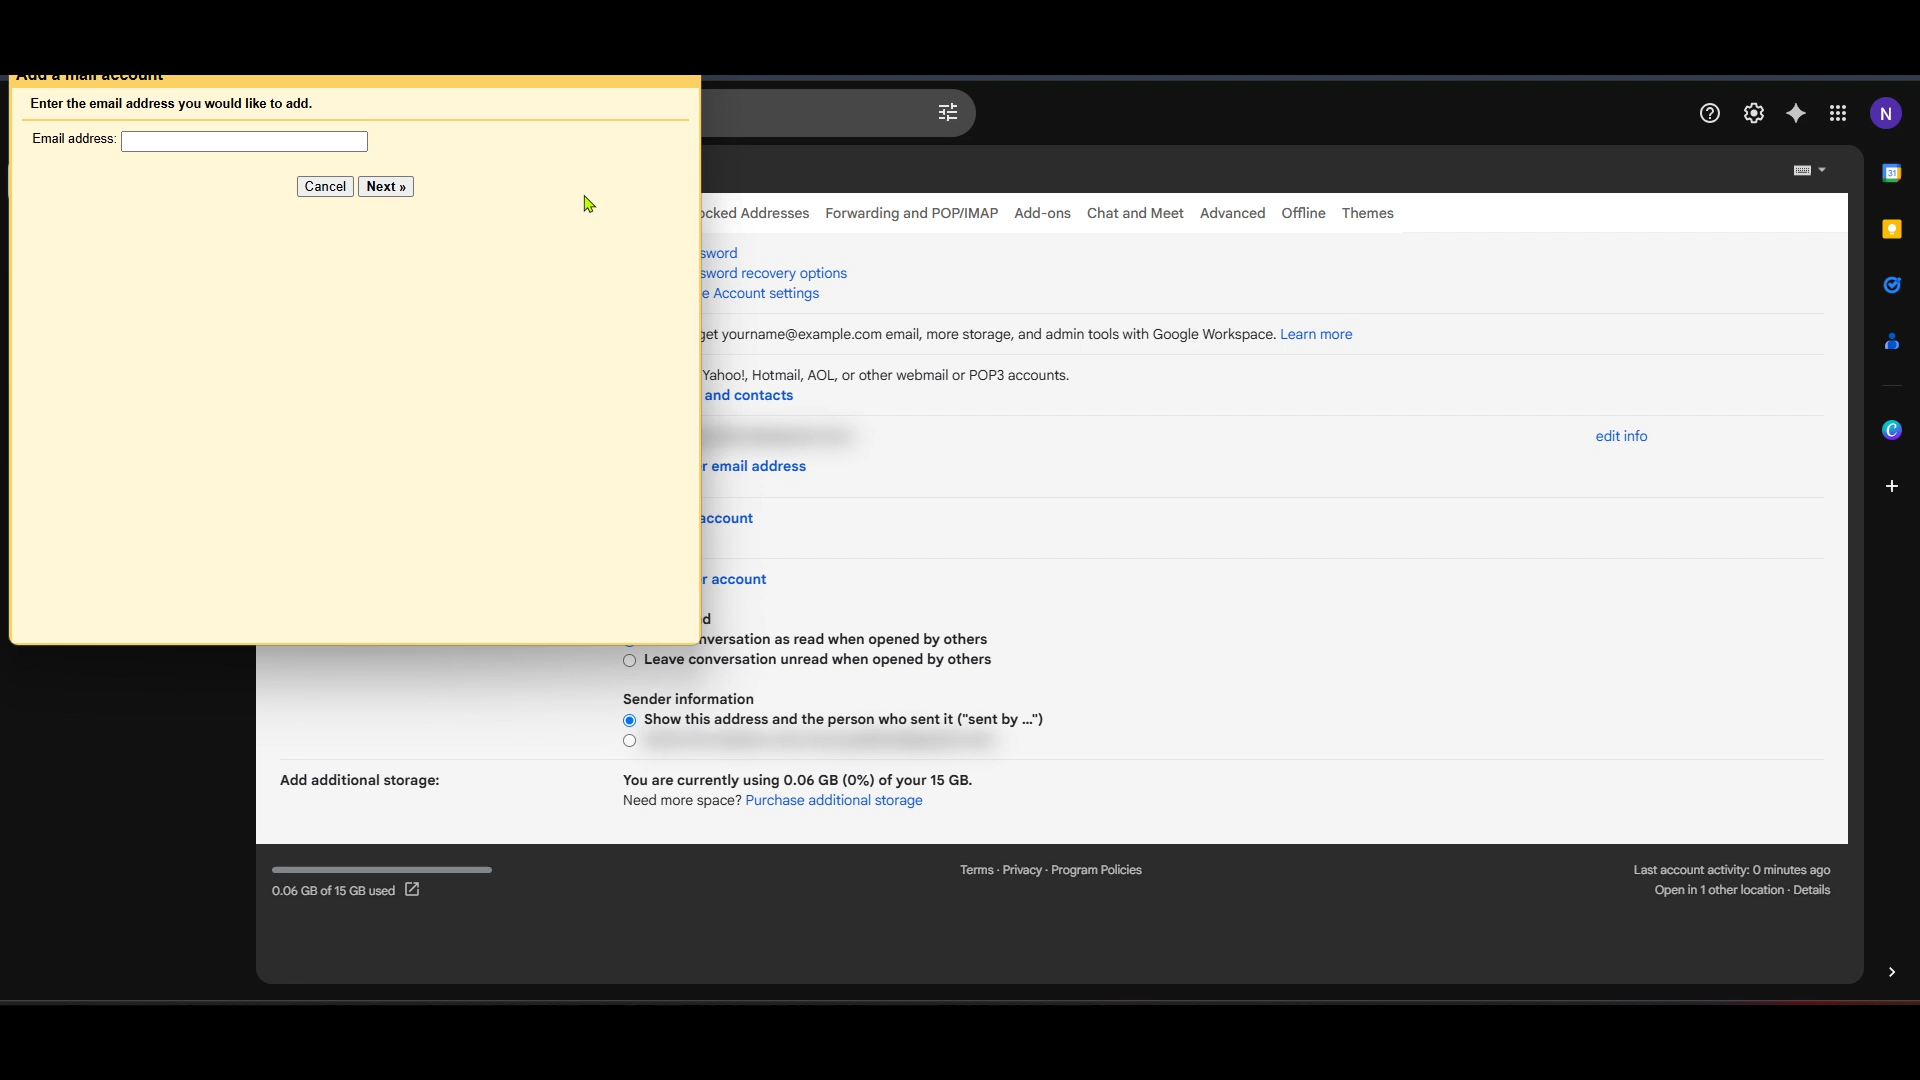 Add a mail account
Enter the email address you would like to add.
Email address:
Cancel
Next »
N
31
ocked Addresses Forwarding and POP/IMAP Add-ons Chat and Meet Advanced Offline Themes
sword
sword recovery options
e Account settings
get yourname@example.com email, more storage, and admin tools with Google Workspace. Learn more
Yahoo!, Hotmail, AOL, or other webmail or POP3 accounts.
and contacts
edit info
r email address
account
r account
d
nversation as read when opened by others
Leave conversation unread when opened by others
Sender information
Show this address and the person who sent it ("sent by ...")
Add additional storage:
You are currently using 0.06 GB (0%) of your 15 GB.
Need more space? Purchase additional storage
0.06 GB of 15 GB used
Terms · Privacy · Program Policies
Last account activity: 0 minutes ago
Open in 1 other location · Details